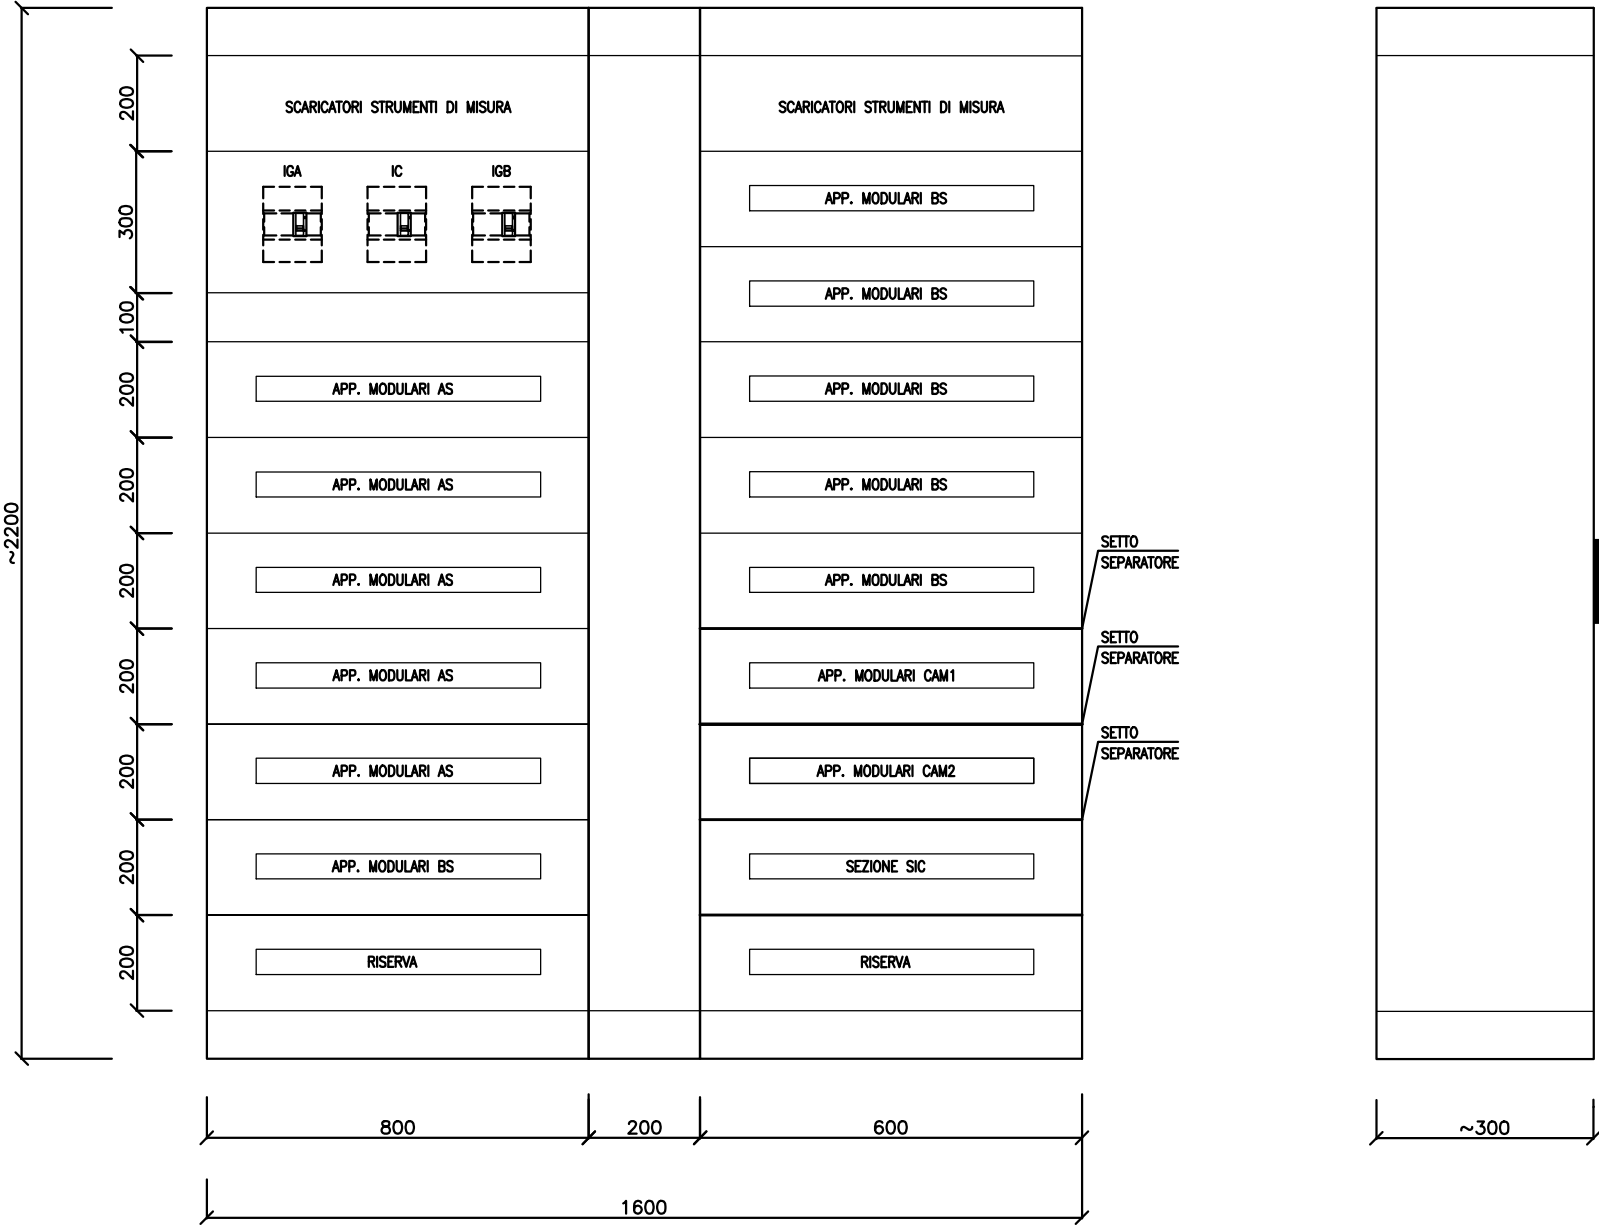 SCARICATORI STRUMENTI DI MISURA
SCARICATORI STRUMENTI DI MISURA
200
IGA
IC
IGB
300
APP. MODULARI BS
APP. MODULARI BS
100
200
APP. MODULARI AS
APP. MODULARI BS
200
APP. MODULARI AS
APP. MODULARI BS
~2200
SETTO
SEPARATORE
200
APP. MODULARI AS
APP. MODULARI BS
SETTO
SEPARATORE
200
APP. MODULARI AS
APP. MODULARI CAM1
SETTO
SEPARATORE
200
APP. MODULARI AS
APP. MODULARI CAM2
200
APP. MODULARI BS
SEZIONE SIC
200
RISERVA
RISERVA
800
200
600
~300
1600